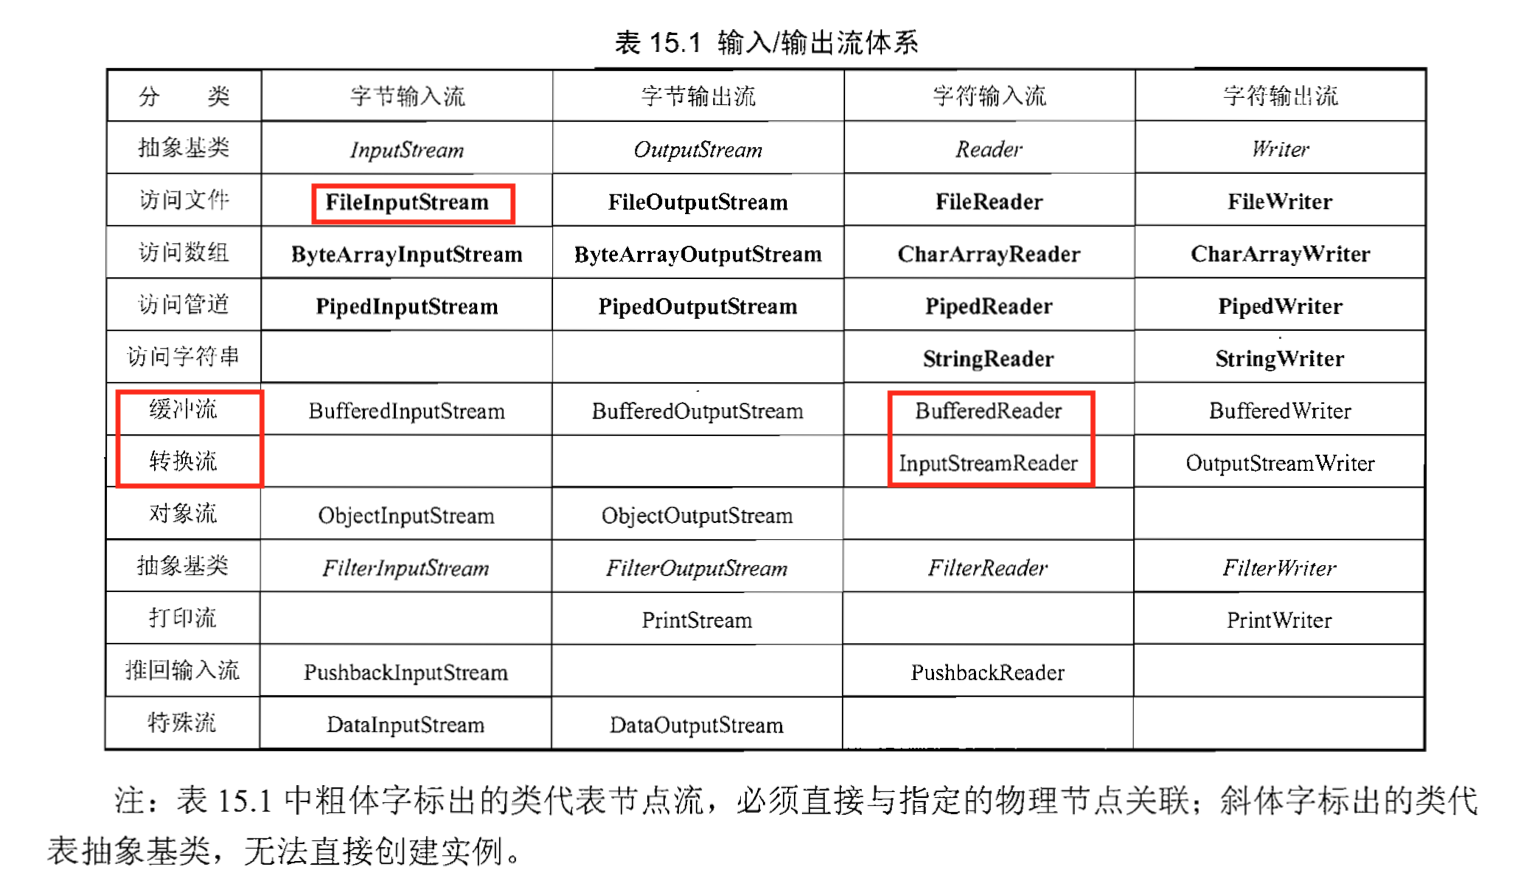 表 15.1 输入/输出流体系
分 类 字节输入流 字节输出流 字符输入流 字符输出流
抽象基类 InputStream OutputStream Reader Writer
访问文件 FileInputStream FileOutputStream FileReader FileWriter
访问数组 ByteArrayInputStream ByteArrayOutputStream CharArrayReader CharArrayWriter
访问管道 PipedInputStream PipedOutputStream PipedReader PipedWriter
访问字符串 StringReader StringWriter
缓冲流 BufferedInputStream BufferedOutputStream BufferedReader BufferedWriter
转换流 InputStreamReader OutputStreamWriter
对象流 ObjectInputStream ObjectOutputStream
抽象基类 FilterInputStream FilterOutputStream FilterReader FilterWriter
打印流 PrintStream PrintWriter
推回输入流 PushbackInputStream PushbackReader
特殊流 DataInputStream DataOutputStream
注：表 15.1 中粗体字标出的类代表节点流，必须直接与指定的物理节点关联；斜体字标出的类代
表抽象基类，无法直接创建实例。